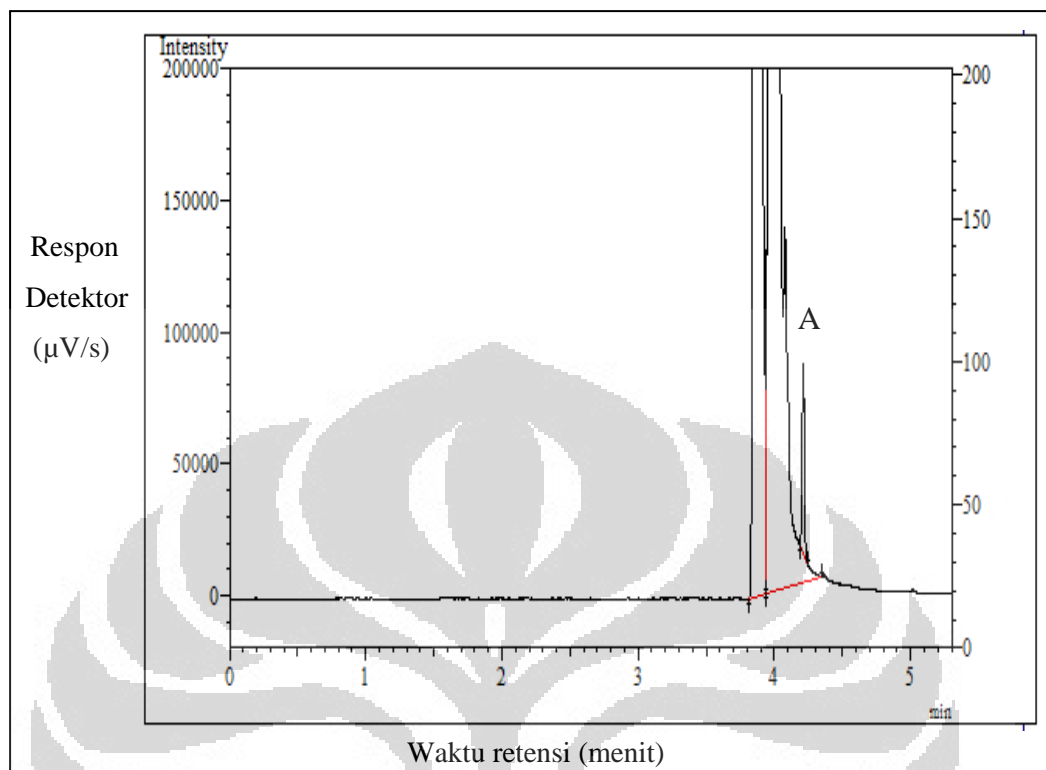 Intensity
200000
150000
100000
50000
0
200
150
100
50
0
Respon
Detektor
(µV/s)
A
0 1 2 3 4 5
min
Waktu retensi (menit)